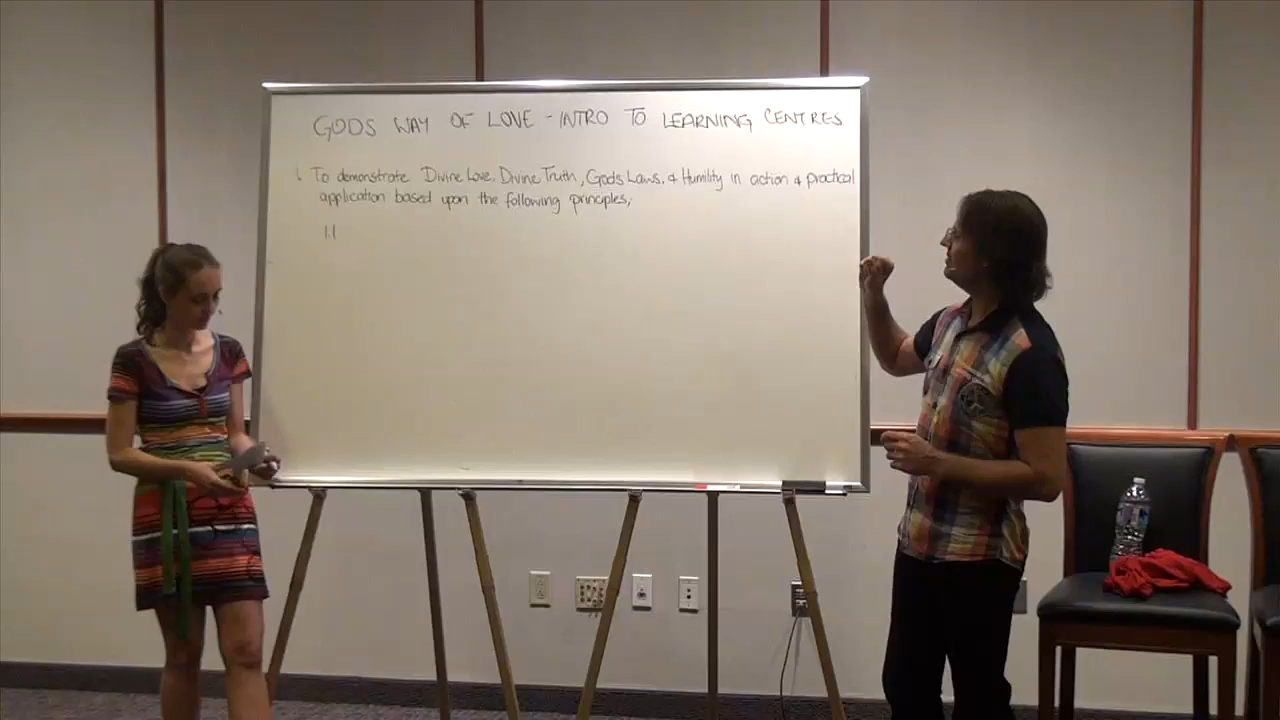 GODS WAY OF LOVE - INTRO TO LEARNING CENTRES
1. To demonstrate Divine Love, Divine Truth, Gods Laws, & Humility in action & practical
application based upon the following principles;
1.1